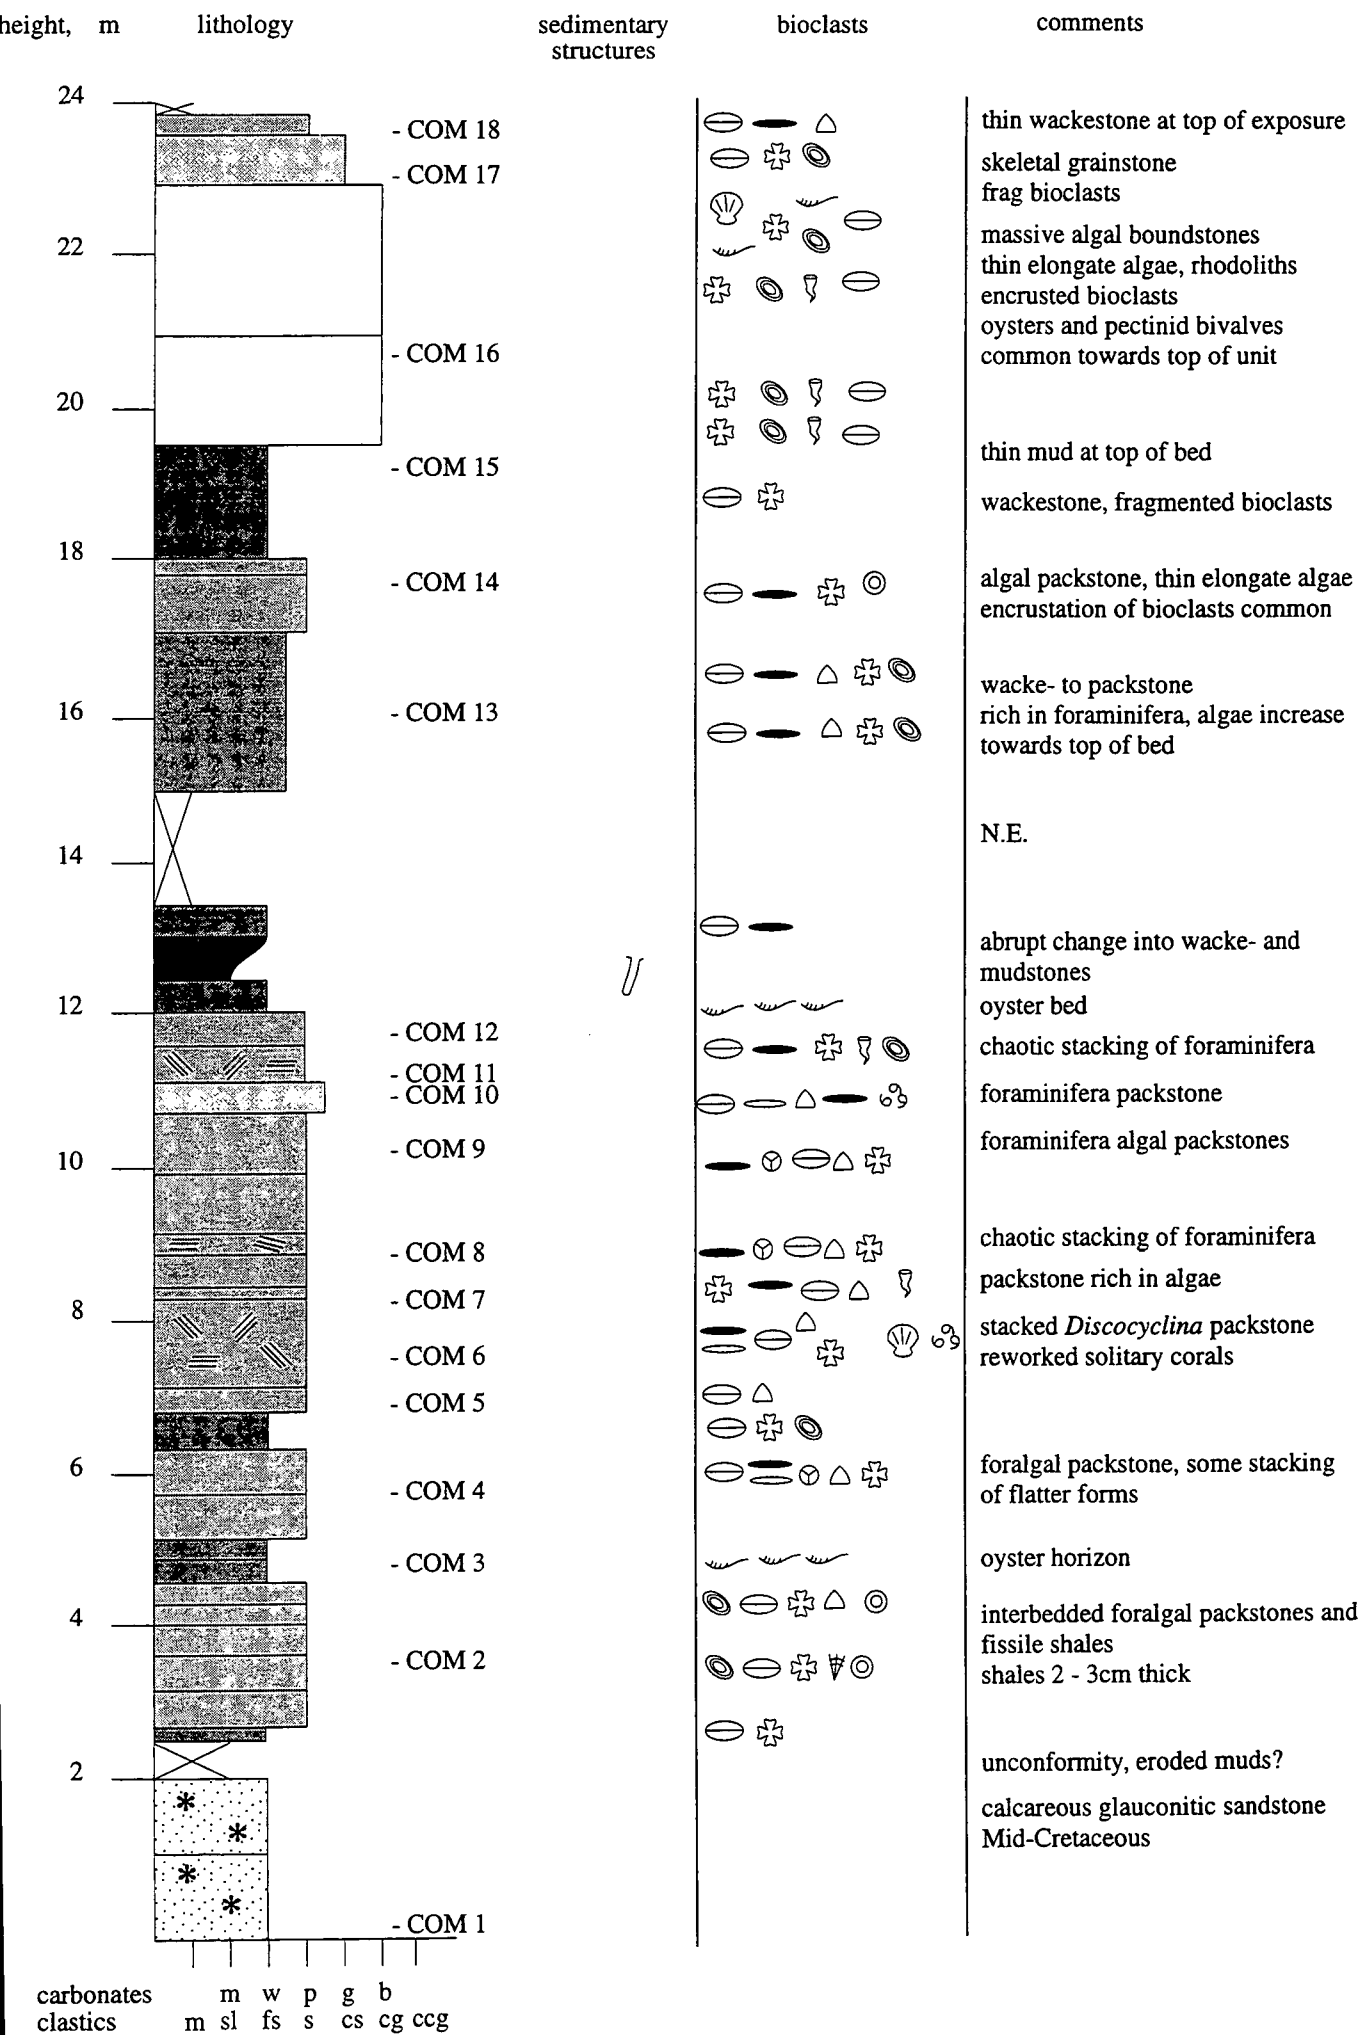 height, m lithology sedimentary bioclasts comments
structures
24
- COM 18 thin wackestone at top of exposure
skeletal grainstone
- COM 17
frag bioclasts
22 massive algal boundstones
thin elongate algae, rhodoliths
encrusted bioclasts
oysters and pectinid bivalves
- COM 16 common towards top of unit
20
thin mud at top of bed
- COM 15
wackestone, fragmented bioclasts
18
- COM 14 algal packstone, thin elongate algae
encrustation of bioclasts common
wacke- to packstone
16 - COM 13 rich in foraminifera, algae increase
towards top of bed
N.E.
14
abrupt change into wacke- and
mudstones
12 oyster bed
- COM 12
chaotic stacking of foraminifera
- COM 11
- COM 10 foraminifera packstone
foraminifera algal packstones
10 - COM 9
chaotic stacking of foraminifera
- COM 8
packstone rich in algae
- COM 7
8 stacked Discocyclina packstone
- COM 6 reworked solitary corals
- COM 5
6 foralgal packstone, some stacking
- COM 4 of flatter forms
- COM 3 oyster horizon
4 interbedded foralgal packstones and
fissile shales
- COM 2 shales 2 - 3cm thick
2 unconformity, eroded muds?
calcareous glauconitic sandstone
Mid-Cretaceous
- COM 1
carbonates m w p g b
clastics m sl fs s cs cg ccg